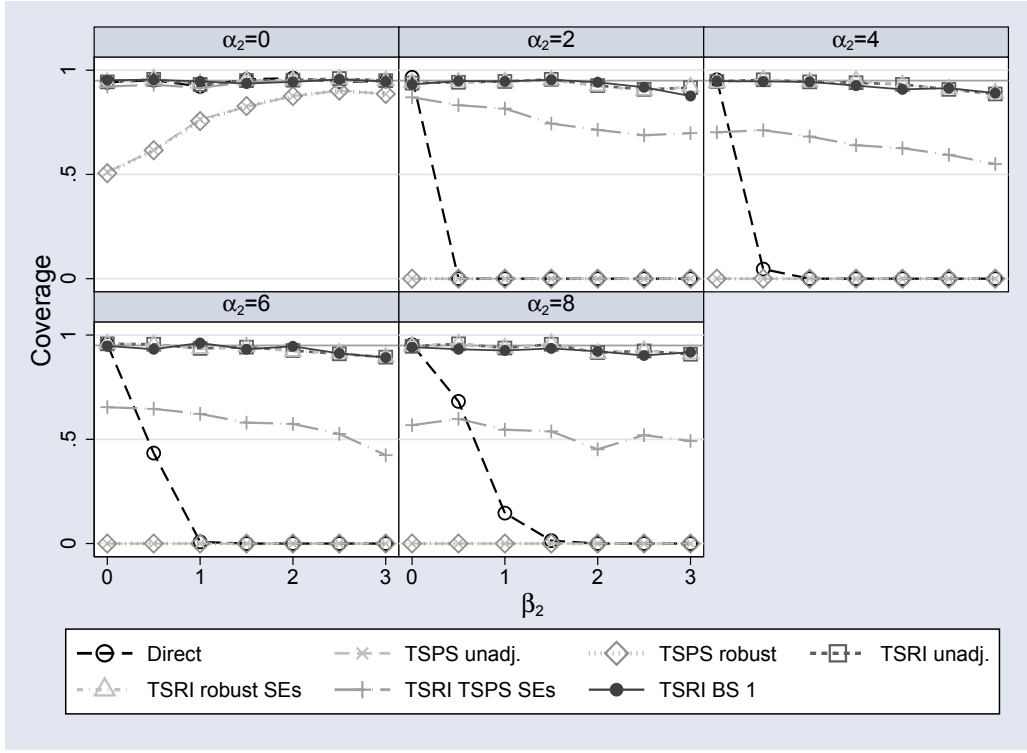 α₂=0 α₂=2 α₂=4
1
.5
0
Coverage
α₂=6 α₂=8
1
.5
0
0 1 2 3 0 1 2 3
β₂
Direct TSPS unadj. TSPS robust TSRI unadj.
TSRI robust SEs TSRI TSPS SEs TSRI BS 1